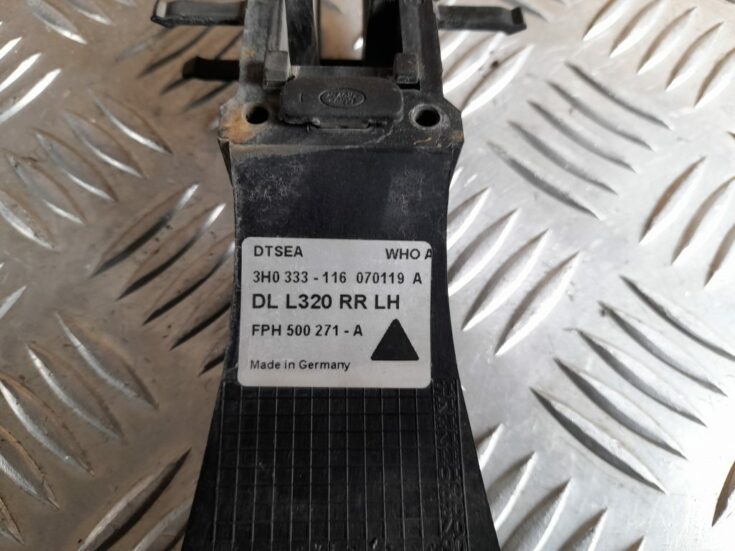 DTSEA WHO A
3H0 333 - 116 070119 A
DL L320 RR LH
FPH 500 271 - A
Made in Germany